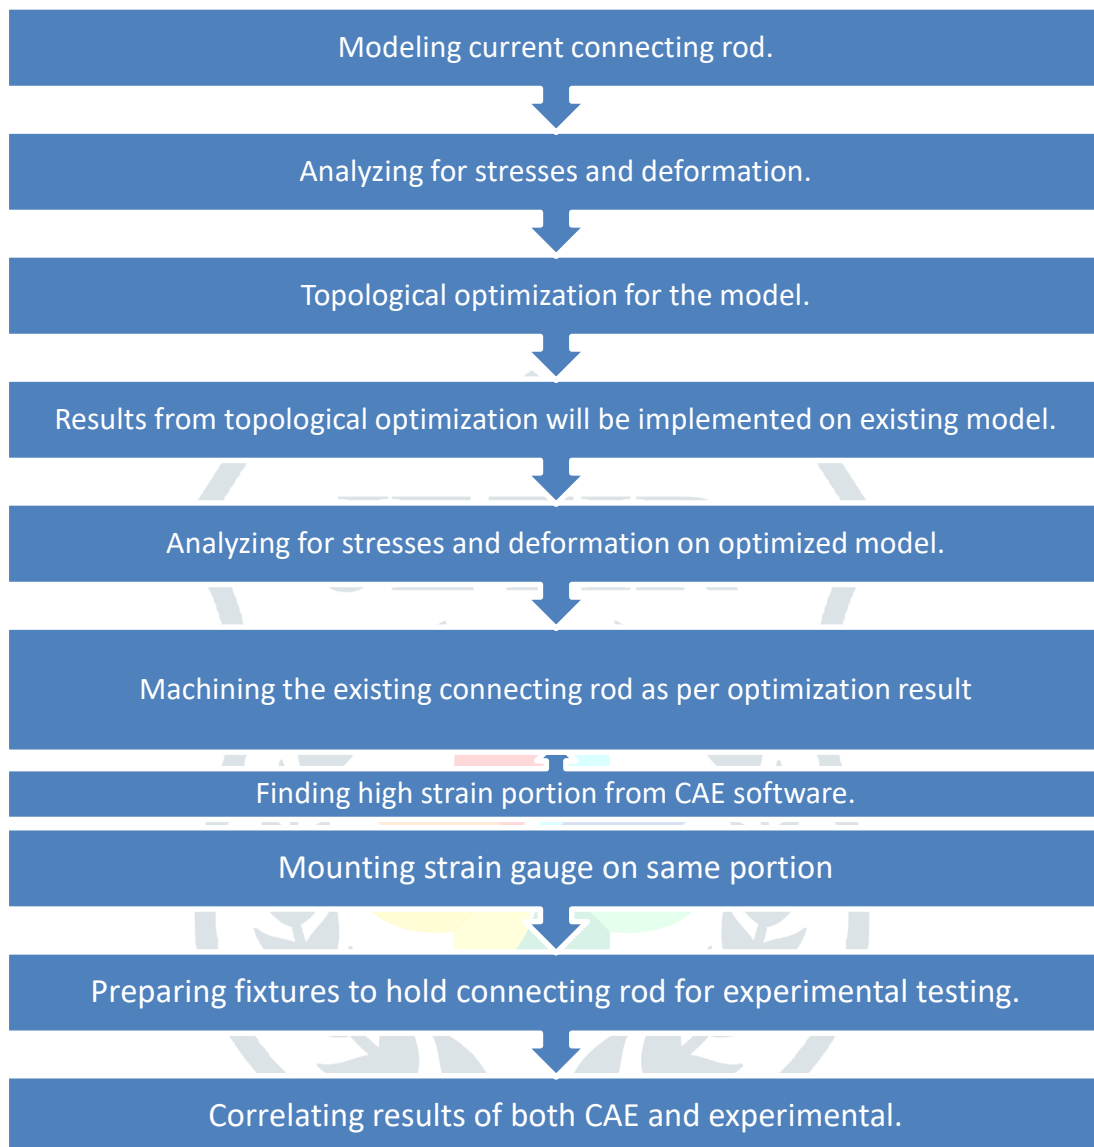 Modeling current connecting rod.
Analyzing for stresses and deformation.
Topological optimization for the model.
Results from topological optimization will be implemented on existing model.
Analyzing for stresses and deformation on optimized model.
Machining the existing connecting rod as per optimization result
Finding high strain portion from CAE software.
Mounting strain gauge on same portion
Preparing fixtures to hold connecting rod for experimental testing.
Correlating results of both CAE and experimental.